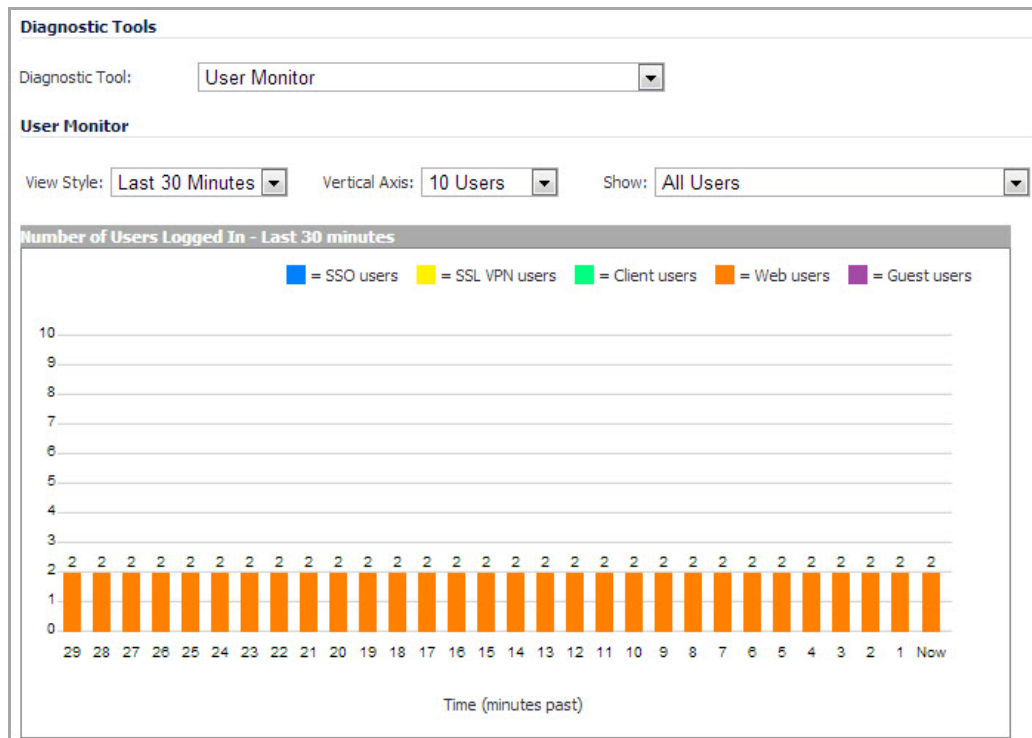 Diagnostic Tools
Diagnostic Tool: User Monitor
User Monitor
View Style: Last 30 Minutes Vertical Axis: 10 Users Show: All Users
Number of Users Logged In - Last 30 minutes
= SSO users = SSL VPN users = Client users = Web users = Guest users
10
9
8
7
6
5
4
3
2 2 2 2 2 2 2 2 2 2 2 2 2 2 2 2 2 2 2 2 2 2 2 2 2 2 2 2 2 2
2
1
0
29 28 27 26 25 24 23 22 21 20 19 18 17 16 15 14 13 12 11 10 9 8 7 6 5 4 3 2 1 Now
Time (minutes past)